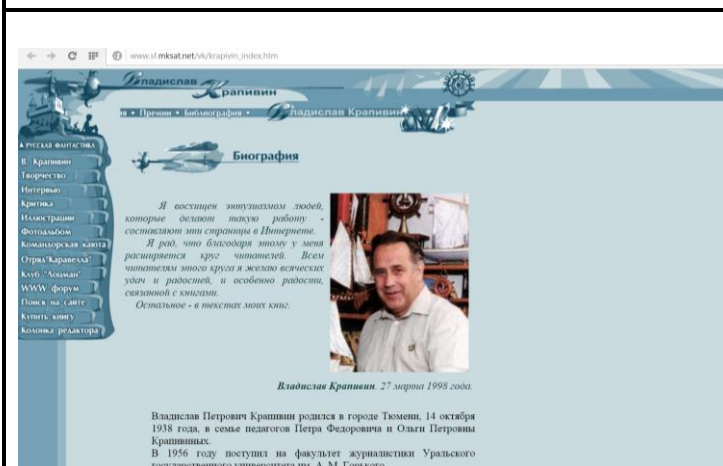 www.sf.mksat.net/vk/krapivin_index.htm
Владислав
Крапивин
я • Премии • Библиография •
Владислав Крапивин
▲ РУССКАЯ ФАНТАСТИКА
В. Крапивин
Творчество
Интервью
Критика
Иллюстрации
Фотоальбом
Командорская каюта
Отряд"Каравелла"
Клуб "Лоцман"
WWW форум
Поиск на сайте
Купить книгу
Колонка редактора
Биография
Я восхищен энтузиазмом людей,
которые делают такую работу -
составляют эти страницы в Интернете.
Я рад, что благодаря этому у меня
расширяется круг читателей. Всем
читателям этого круга я желаю всяческих
удач и радостей, и особенно радости,
связанной с книгами.
Остальное - в текстах моих книг.
Владислав Крапивин. 27 марта 1998 года.
Владислав Петрович Крапивин родился в городе Тюмени, 14 октября
1938 года, в семье педагогов Петра Федоровича и Ольги Петровны
Крапивиных.
В 1956 году поступил на факультет журналистики Уральского
государственного университета им. А. М. Горького.